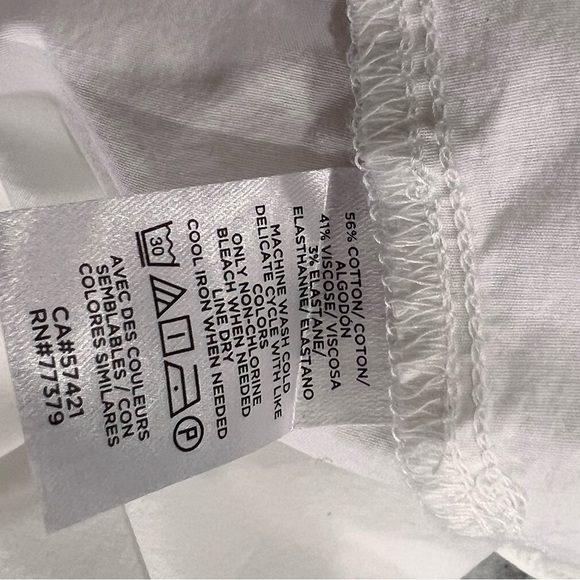 56% COTTON/ COTON/
ALGODON
41% VISCOSE/ VISCOSA
3% ELASTANE/
ELASTHANNE/ ELASTANO
MACHINE WASH COLD
DELICATE CYCLE WITH LIKE
COLORS
ONLY NON-CHLORINE
BLEACH WHEN NEEDED
LINE DRY
COOL IRON WHEN NEEDED
30
P
AVEC DES COULEURS
SEMBLABLES / CON
COLORES SIMILARES
CA#57421
RN#77379